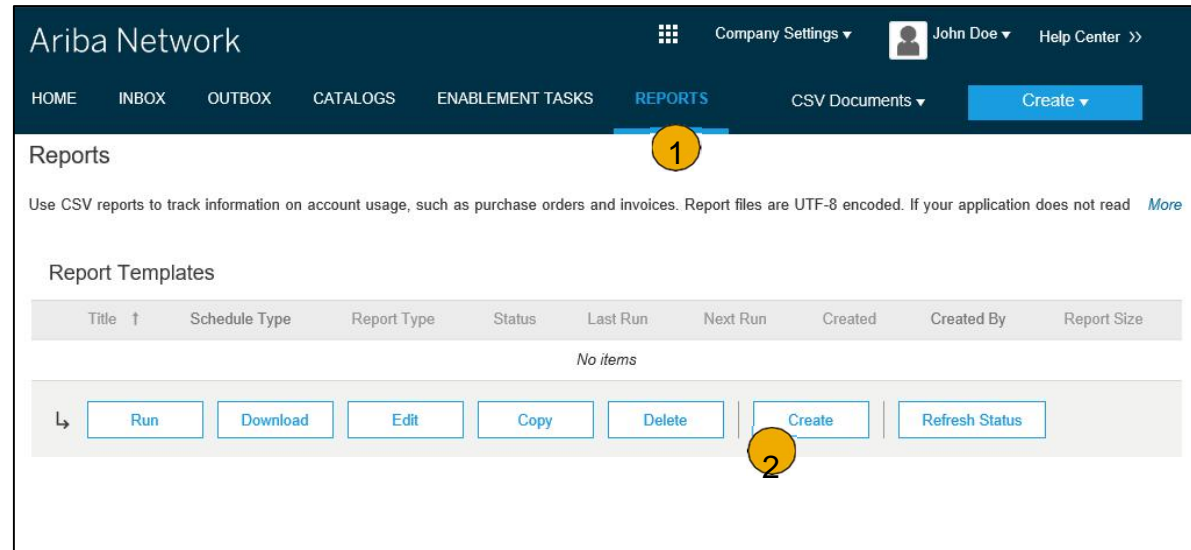 Ariba Network
Company Settings ▾ John Doe ▾ Help Center >>
HOME INBOX OUTBOX CATALOGS ENABLEMENT TASKS REPORTS CSV Documents ▾ Create ▾
1
Reports
Use CSV reports to track information on account usage, such as purchase orders and invoices. Report files are UTF-8 encoded. If your application does not read More
Report Templates
Title ↑ Schedule Type Report Type Status Last Run Next Run Created Created By Report Size
No items
↳ Run Download Edit Copy Delete Create Refresh Status
2